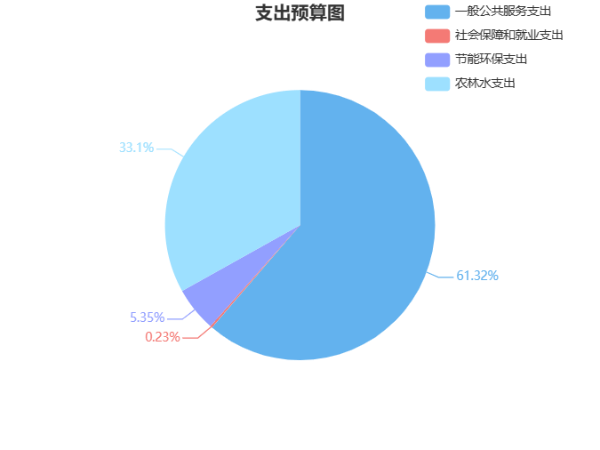 支出预算图
一般公共服务支出
社会保障和就业支出
节能环保支出
农林水支出
33.1%
61.32%
5.35%
0.23%